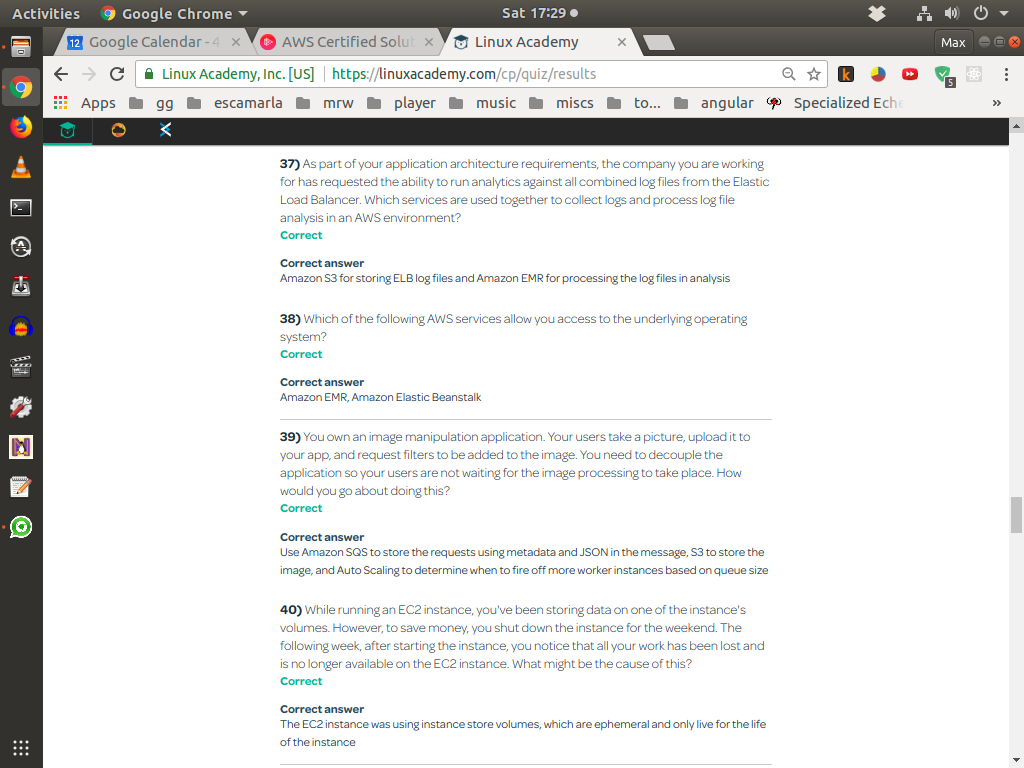 Activities
Google Chrome
Sat 17:29
Google Calendar - 4
AWS Certified Solut
Linux Academy
Max
Linux Academy, Inc. [US]
https://linuxacademy.com/cp/quiz/results
5
Apps
gg
escamarla
mrw
player
music
miscs
to...
angular
Specialized Eche
»
37) As part of your application architecture requirements, the company you are working
for has requested the ability to run analytics against all combined log files from the Elastic
Load Balancer. Which services are used together to collect logs and process log file
analysis in an AWS environment?
Correct
Correct answer
Amazon S3 for storing ELB log files and Amazon EMR for processing the log files in analysis
38) Which of the following AWS services allow you access to the underlying operating
system?
Correct
Correct answer
Amazon EMR, Amazon Elastic Beanstalk
39) You own an image manipulation application. Your users take a picture, upload it to
your app, and request filters to be added to the image. You need to decouple the
application so your users are not waiting for the image processing to take place. How
would you go about doing this?
Correct
Correct answer
Use Amazon SQS to store the requests using metadata and JSON in the message, S3 to store the
image, and Auto Scaling to determine when to fire off more worker instances based on queue size
40) While running an EC2 instance, you've been storing data on one of the instance's
volumes. However, to save money, you shut down the instance for the weekend. The
following week, after starting the instance, you notice that all your work has been lost and
is no longer available on the EC2 instance. What might be the cause of this?
Correct
Correct answer
The EC2 instance was using instance store volumes, which are ephemeral and only live for the life
of the instance